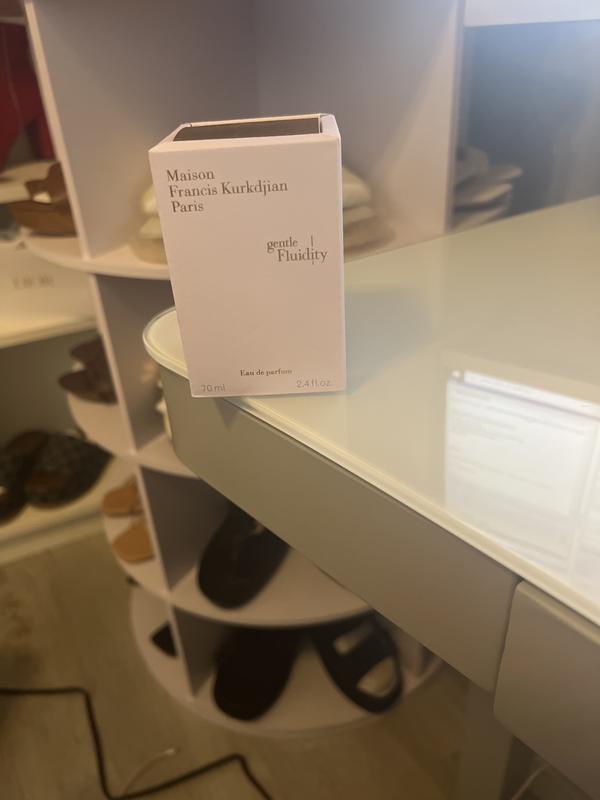 Maison
Francis Kurkdjian
Paris
gentle
Fluidity
Eau de parfum
70 ml 2.4 fl.oz.